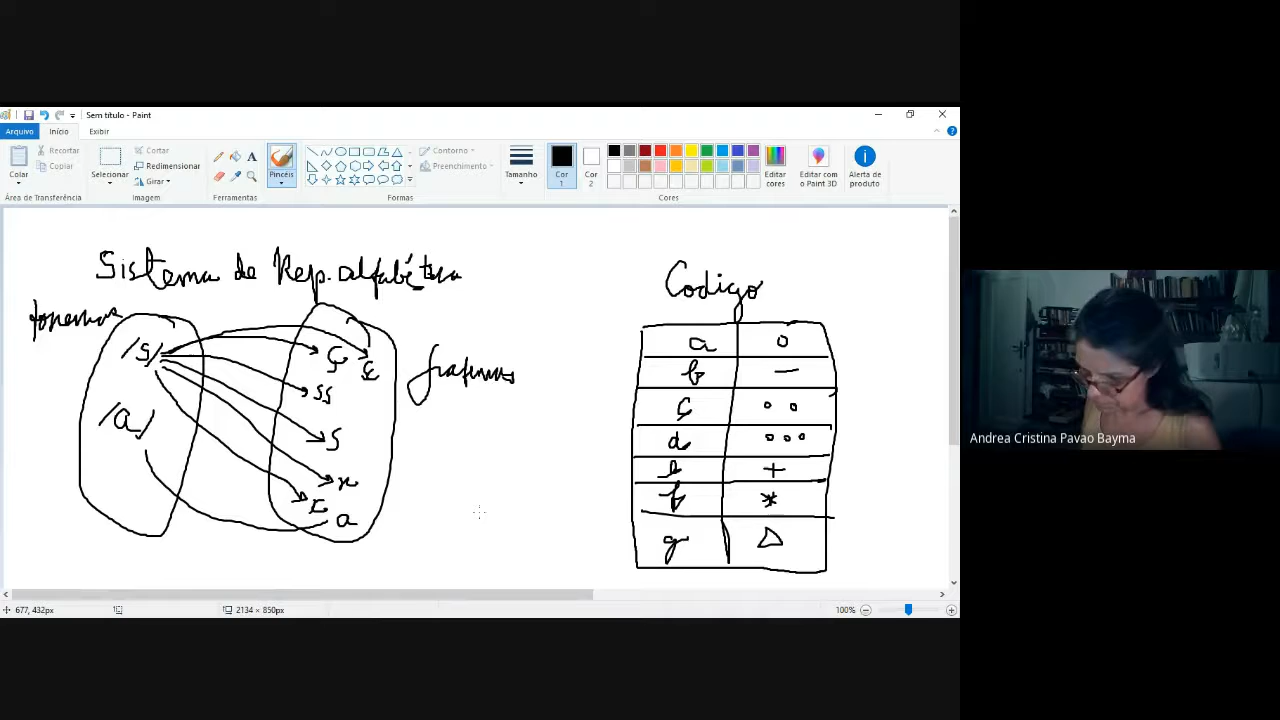 Sem título - Paint
Arquivo Início Exibir
Colar
Recortar
Copiar
Área de Transferência
Selecionar
Cortar
Redimensionar
Girar
Imagem
A
Ferramentas
Pincéis
Contorno
Preenchimento
Formas
Tamanho
Cor 1
Cor 2
Editar cores
Editar com o Paint 3D
Alerta de produto
Cores
Sistema de Rep. alfabética
fonemas
/s/
/a/
ç
ss
s
x
c
a
grafemas
Codigo
a o
b —
ç o o
d o o o
e +
f *
g △
677, 432px
2134 × 850px
100%
Andrea Cristina Pavao Bayma